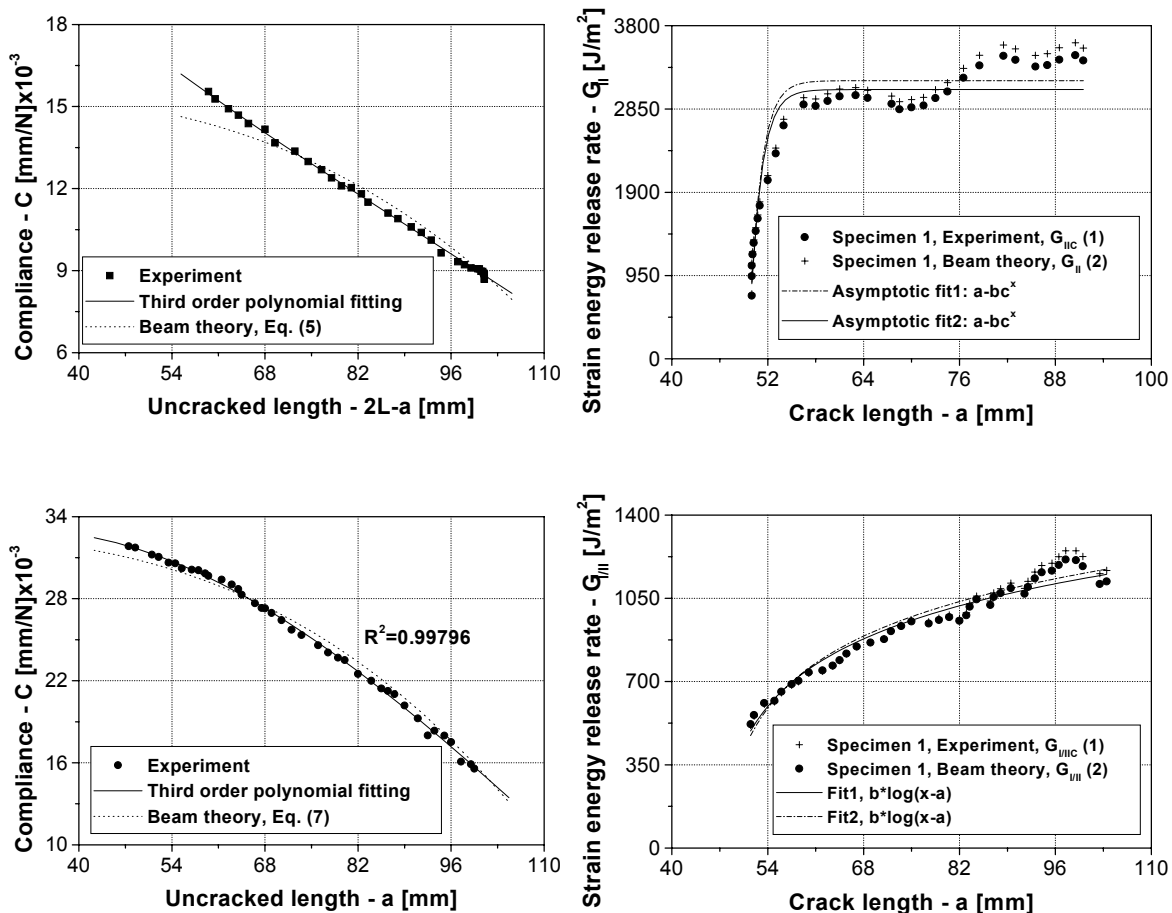 Compliance - C [mm/N]x10⁻³
18
15
12
9
6
Experiment
Third order polynomial fitting
Beam theory, Eq. (5)
40 54 68 82 96 110
Uncracked length - 2L-a [mm]
Strain energy release rate - G_II [J/m²]
3800
2850
1900
950
0
Specimen 1, Experiment, G_IIC (1)
Specimen 1, Beam theory, G_II (2)
Asymptotic fit1: a-bcˣ
Asymptotic fit2: a-bcˣ
40 52 64 76 88 100
Crack length - a [mm]
Compliance - C [mm/N]x10⁻³
34
28
22
16
10
R²=0.99796
Experiment
Third order polynomial fitting
Beam theory, Eq. (7)
40 54 68 82 96 110
Uncracked length - a [mm]
Strain energy release rate - G_I/II [J/m²]
1400
1050
700
350
0
Specimen 1, Experiment, G_I/IIC (1)
Specimen 1, Beam theory, G_I/II (2)
Fit1, b*log(x-a)
Fit2, b*log(x-a)
40 54 68 82 96 110
Crack length - a [mm]